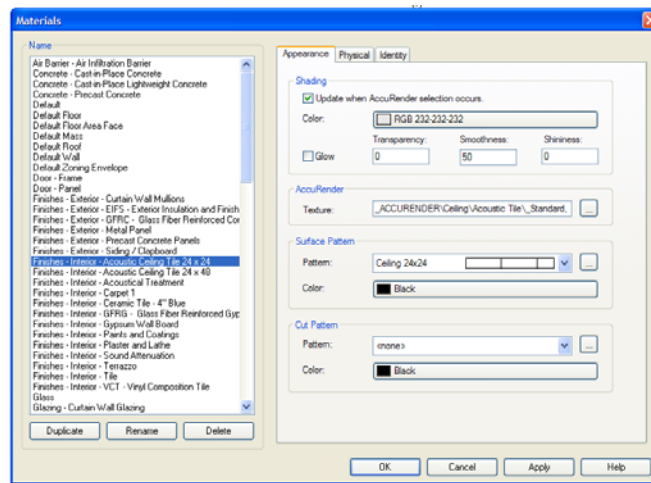 Materials
Name
Air Barrier - Air Infiltration Barrier
Concrete - Cast-in-Place Concrete
Concrete - Cast-in-Place Lightweight Concrete
Concrete - Precast Concrete
Default
Default Floor
Default Floor Area Face
Default Mass
Default Roof
Default Wall
Default Zoning Envelope
Door - Frame
Door - Panel
Finishes - Exterior - Curtain Wall Mullions
Finishes - Exterior - EIFS - Exterior Insulation and Finish
Finishes - Exterior - GFRC - Glass Fiber Reinforced Cor
Finishes - Exterior - Metal Panel
Finishes - Exterior - Precast Concrete Panels
Finishes - Exterior - Siding / Clapboard
Finishes - Interior - Acoustic Ceiling Tile 24 x 24
Finishes - Interior - Acoustic Ceiling Tile 24 x 48
Finishes - Interior - Acoustical Treatment
Finishes - Interior - Carpet 1
Finishes - Interior - Ceramic Tile - 4" Blue
Finishes - Interior - GFRG - Glass Fiber Reinforced Gyp
Finishes - Interior - Gypsum Wall Board
Finishes - Interior - Paints and Coatings
Finishes - Interior - Plaster and Lathe
Finishes - Interior - Sound Attenuation
Finishes - Interior - Terrazzo
Finishes - Interior - Tile
Finishes - Interior - VCT - Vinyl Composition Tile
Glass
Glazing - Curtain Wall Glazing
Duplicate Rename Delete
Appearance Physical Identity
Shading
Update when AccuRender selection occurs.
Color: RGB 232-232-232
Transparency: Smoothness: Shininess:
Glow 0 50 0
AccuRender
Texture: _ACCURENDER\Ceiling\Acoustic Tile\_Standard, ...
Surface Pattern
Pattern: Ceiling 24x24 ...
Color: Black
Cut Pattern
Pattern: <none> ...
Color: Black
OK Cancel Apply Help